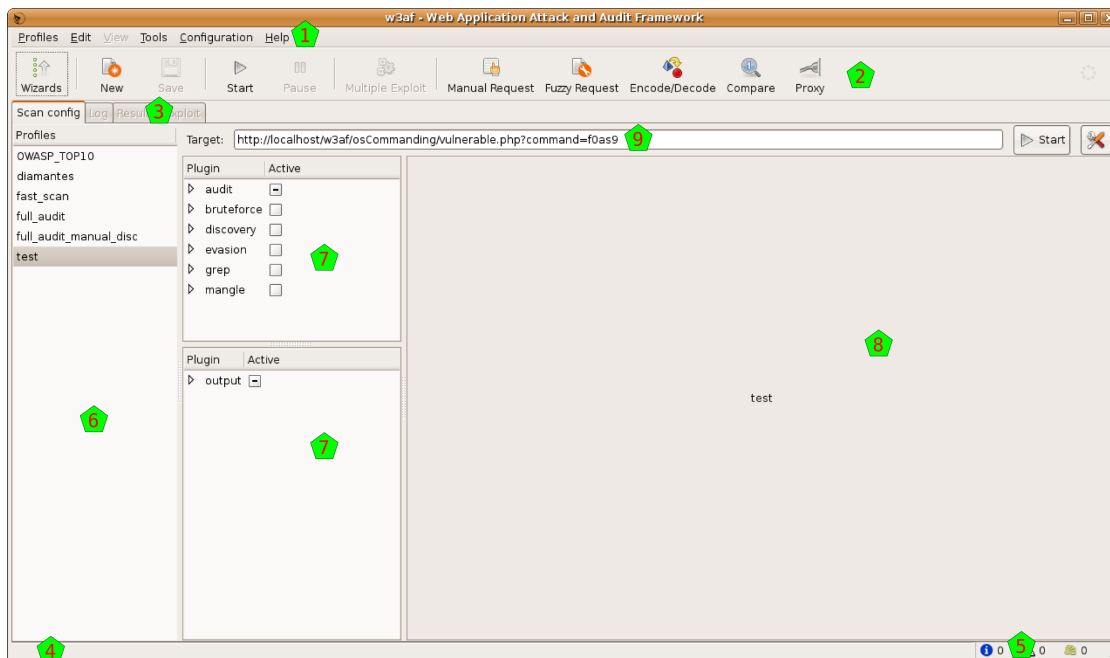 w3af - Web Application Attack and Audit Framework
Profiles Edit View Tools Configuration Help 1
Wizards New Save Start Pause Multiple Exploit Manual Request Fuzzy Request Encode/Decode Compare Proxy 2
Scan config Log 3
Profiles
OWASP_TOP10
diamantes
fast_scan
full_audit
full_audit_manual_disc
test
6
Target: http://localhost/w3af/osCommanding/vulnerable.php?command=f0as9 9 Start
Plugin Active
audit
bruteforce
discovery
evasion
grep
mangle
7
Plugin Active
output
7
8
test
4
0 5 0 0